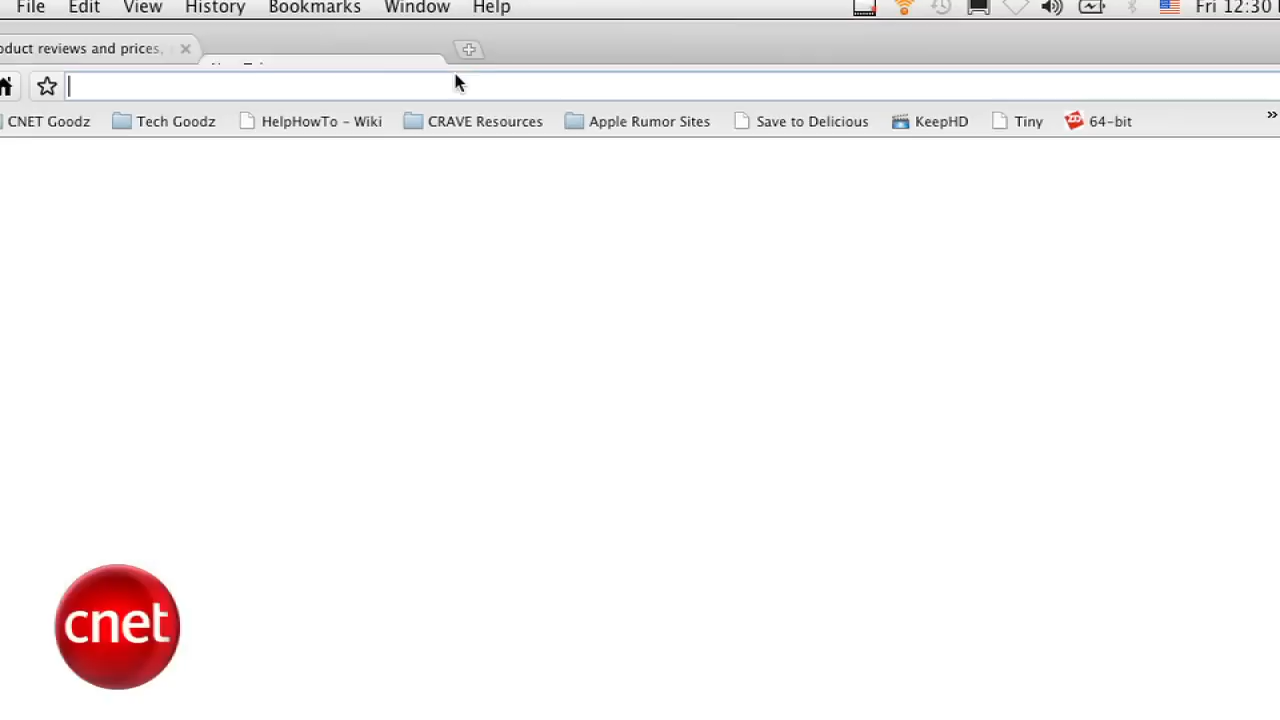 File Edit View History Bookmarks Window Help Fri 12:30
oduct reviews and prices,
CNET Goodz Tech Goodz HelpHowTo - Wiki CRAVE Resources Apple Rumor Sites Save to Delicious KeepHD Tiny 64-bit »
cnet